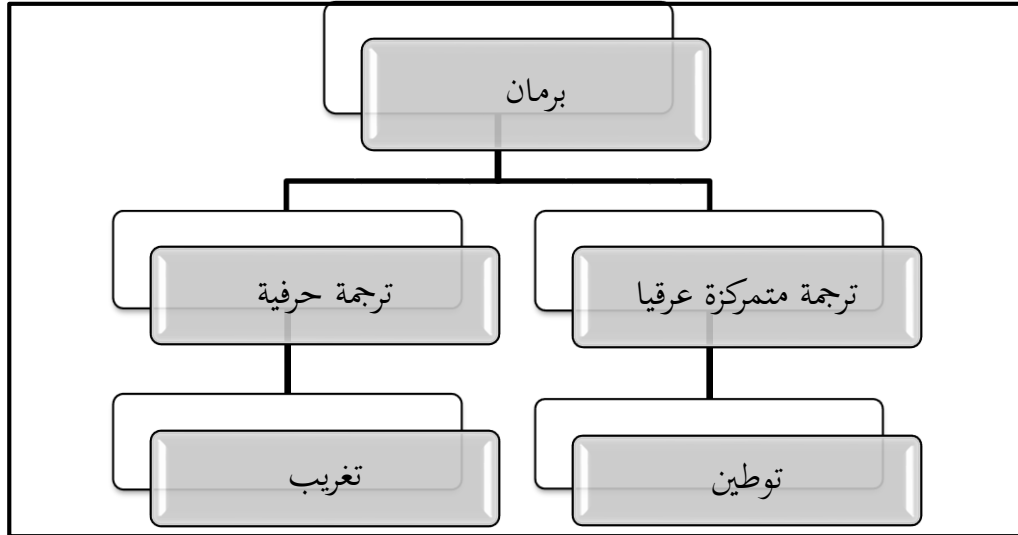 برمان
ترجمة متمركزة عرقيا
ترجمة حرفية
توطين
تغريب